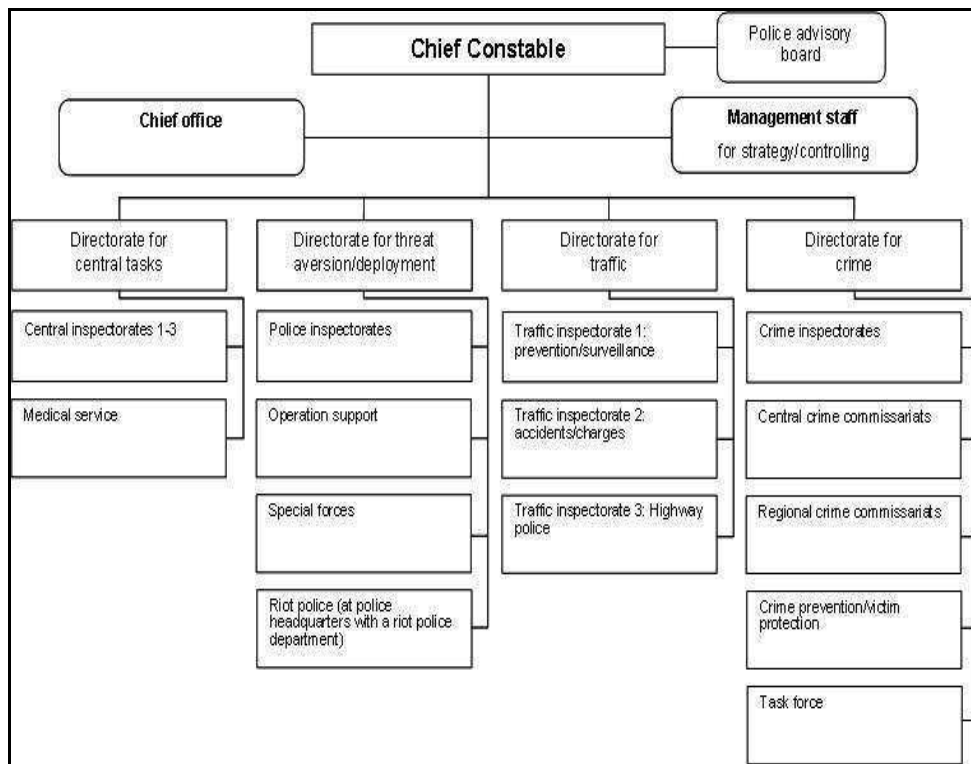 Chief Constable
Police advisory
board
Chief office
Management staff
for strategy/controlling
Directorate for
central tasks
Directorate for threat
aversion/deployment
Directorate for
traffic
Directorate for
crime
Central inspectorates 1-3
Medical service
Police inspectorates
Operation support
Special forces
Riot police (at police
headquarters with a riot police
department)
Traffic inspectorate 1:
prevention/surveillance
Traffic inspectorate 2:
accidents/charges
Traffic inspectorate 3: Highway
police
Crime inspectorates
Central crime commissariats
Regional crime commissariats
Crime prevention/victim
protection
Task force